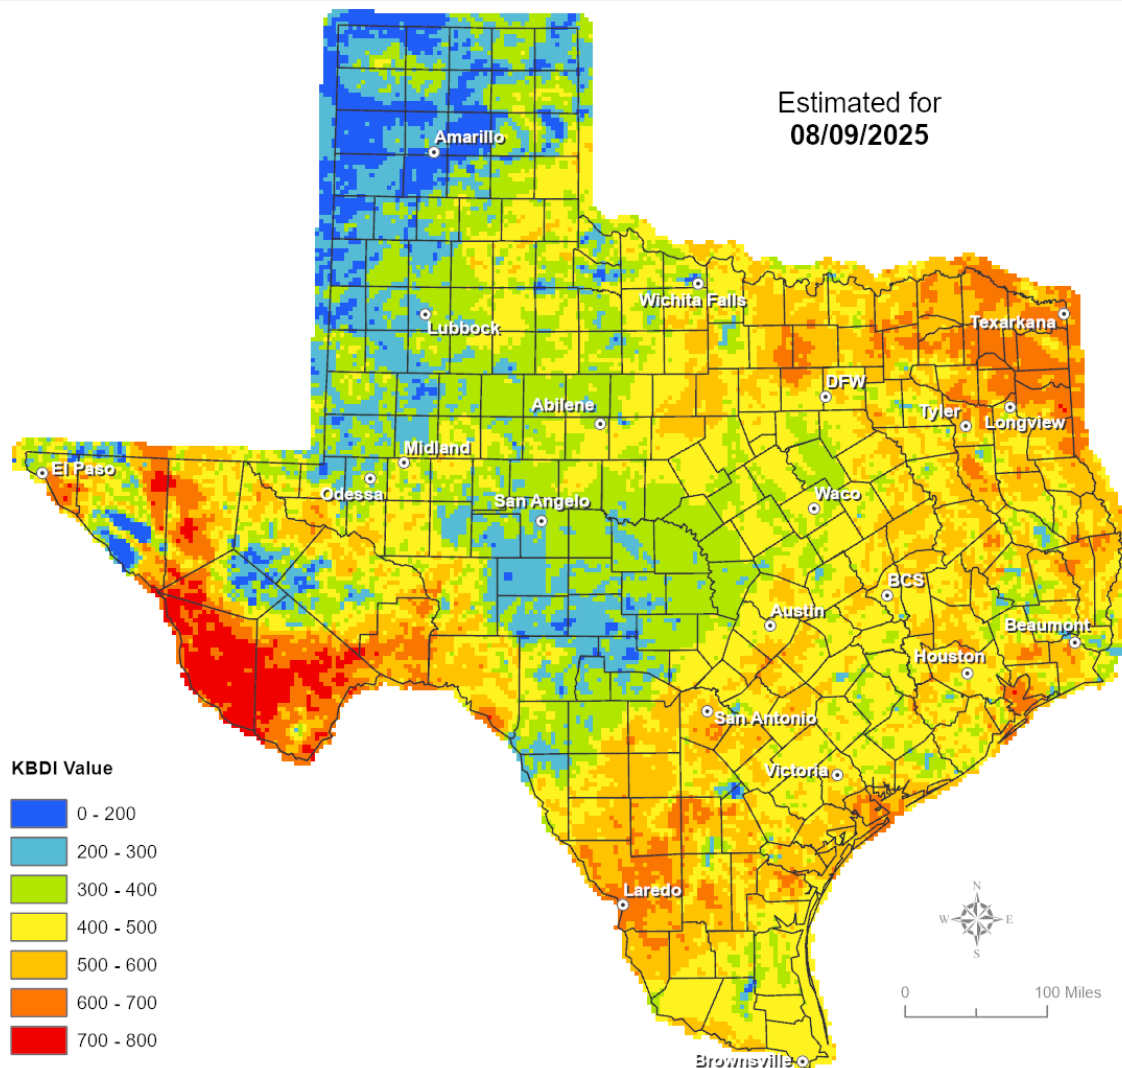 Estimated for
08/09/2025
Amarillo
Wichita Falls
Lubbock
Texarkana
DFW
Abilene
Tyler
Longview
Midland
El Paso
Odessa
San Angelo
Waco
BCS
Austin
Beaumont
Houston
San Antonio
Victoria
KBDI Value
0 - 200
200 - 300
300 - 400
400 - 500
500 - 600
600 - 700
700 - 800
Laredo
N
W E
S
0 100 Miles
Brownsville